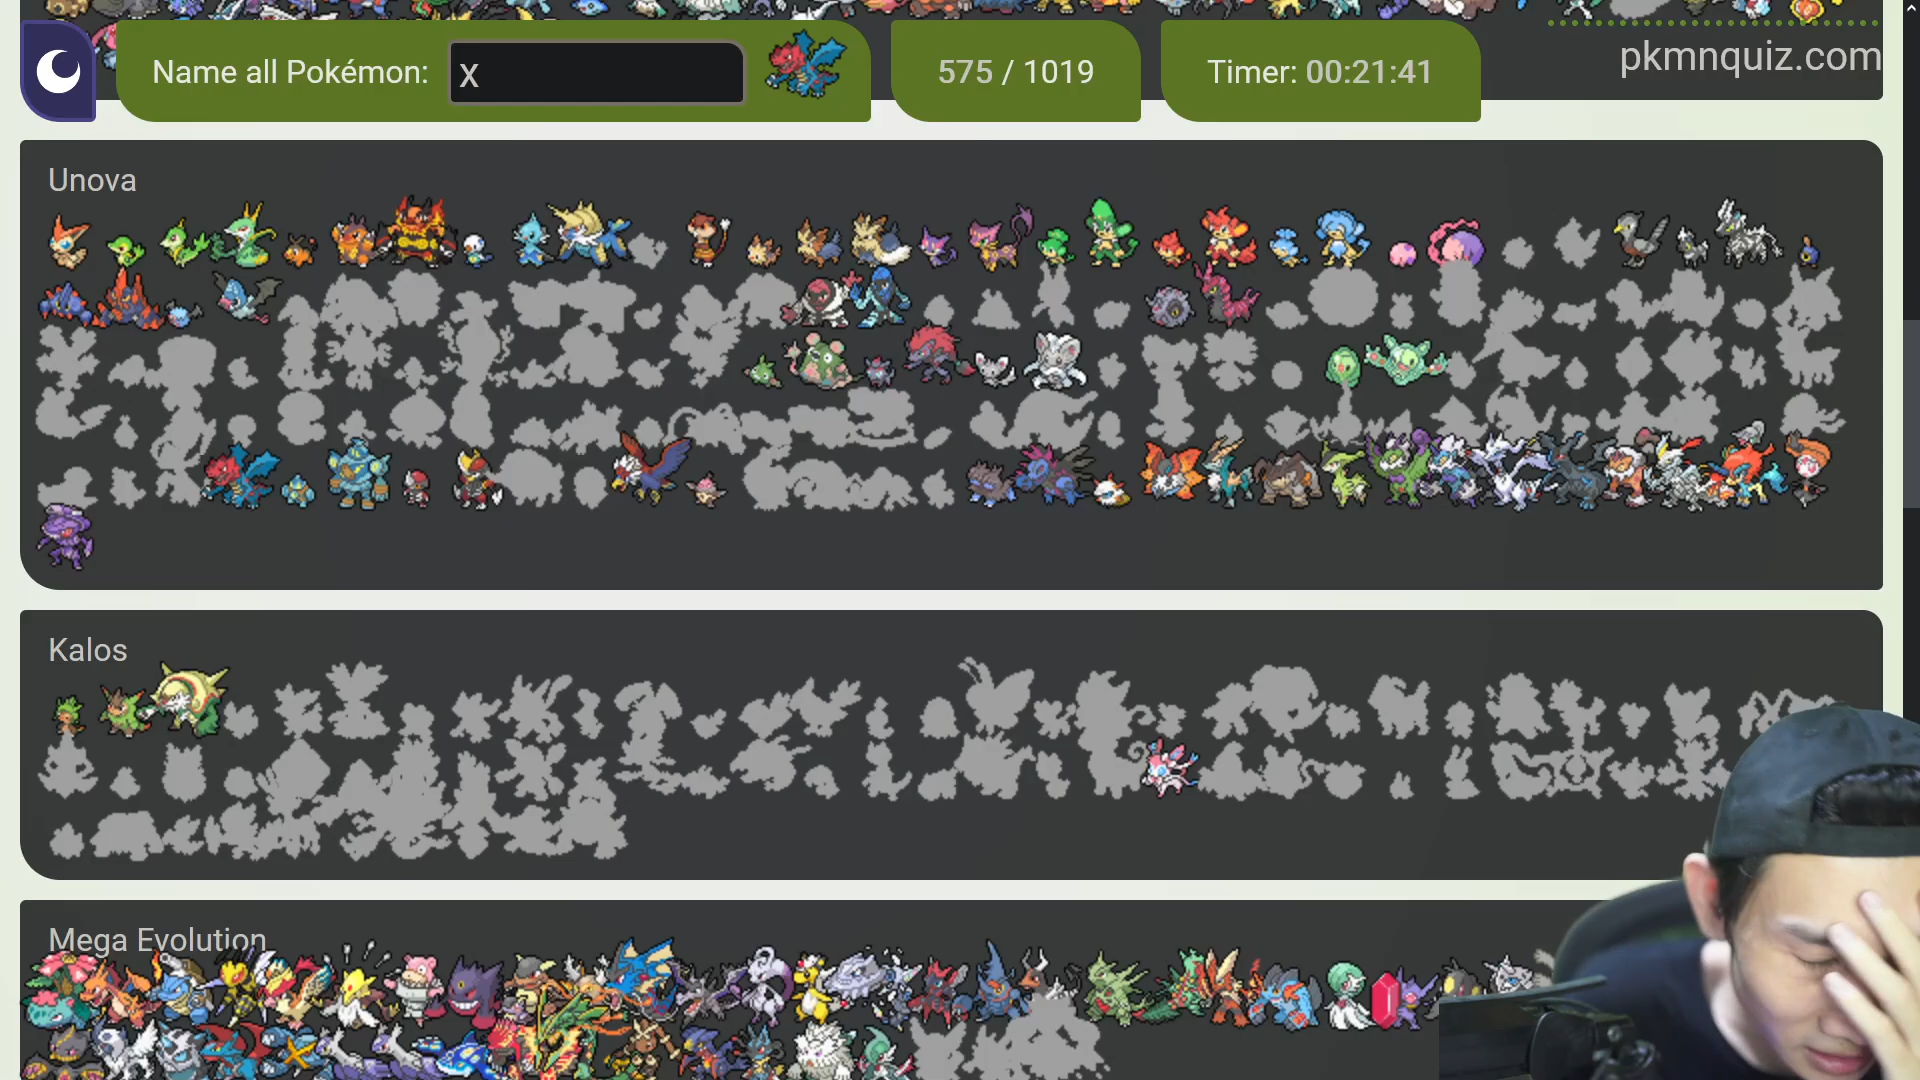 Name all Pokémon: X
575 / 1019
Timer: 00:21:41
pkmnquiz.com
Unova
Kalos
Mega Evolution